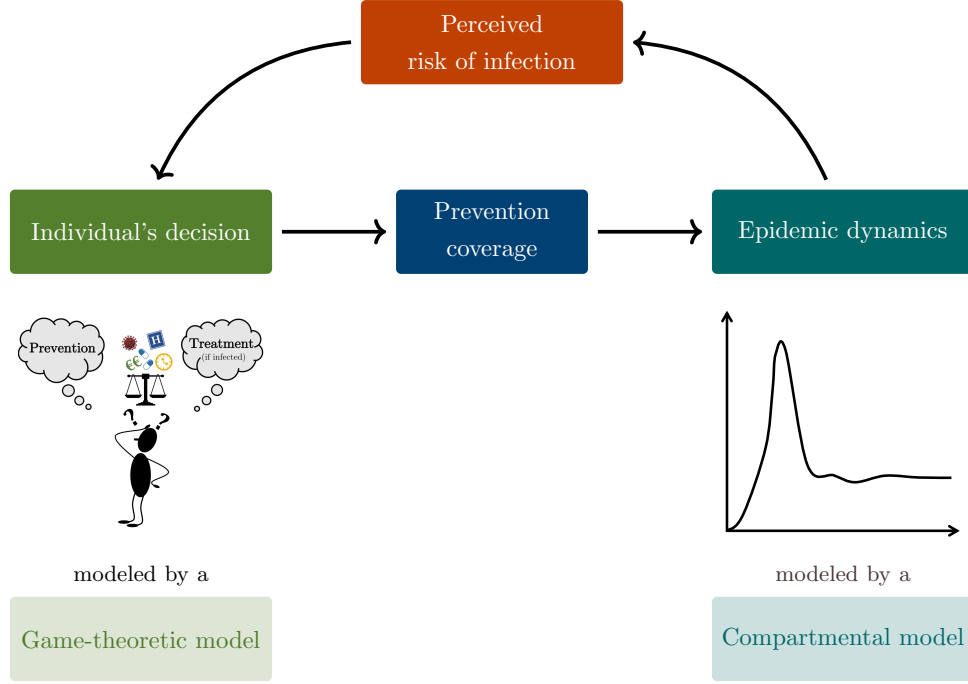 Perceived
risk of infection
Individual's decision
Prevention
coverage
Epidemic dynamics
Prevention
H
Treatment
(if infected)
€€
? ?
modeled by a
modeled by a
Game-theoretic model
Compartmental model